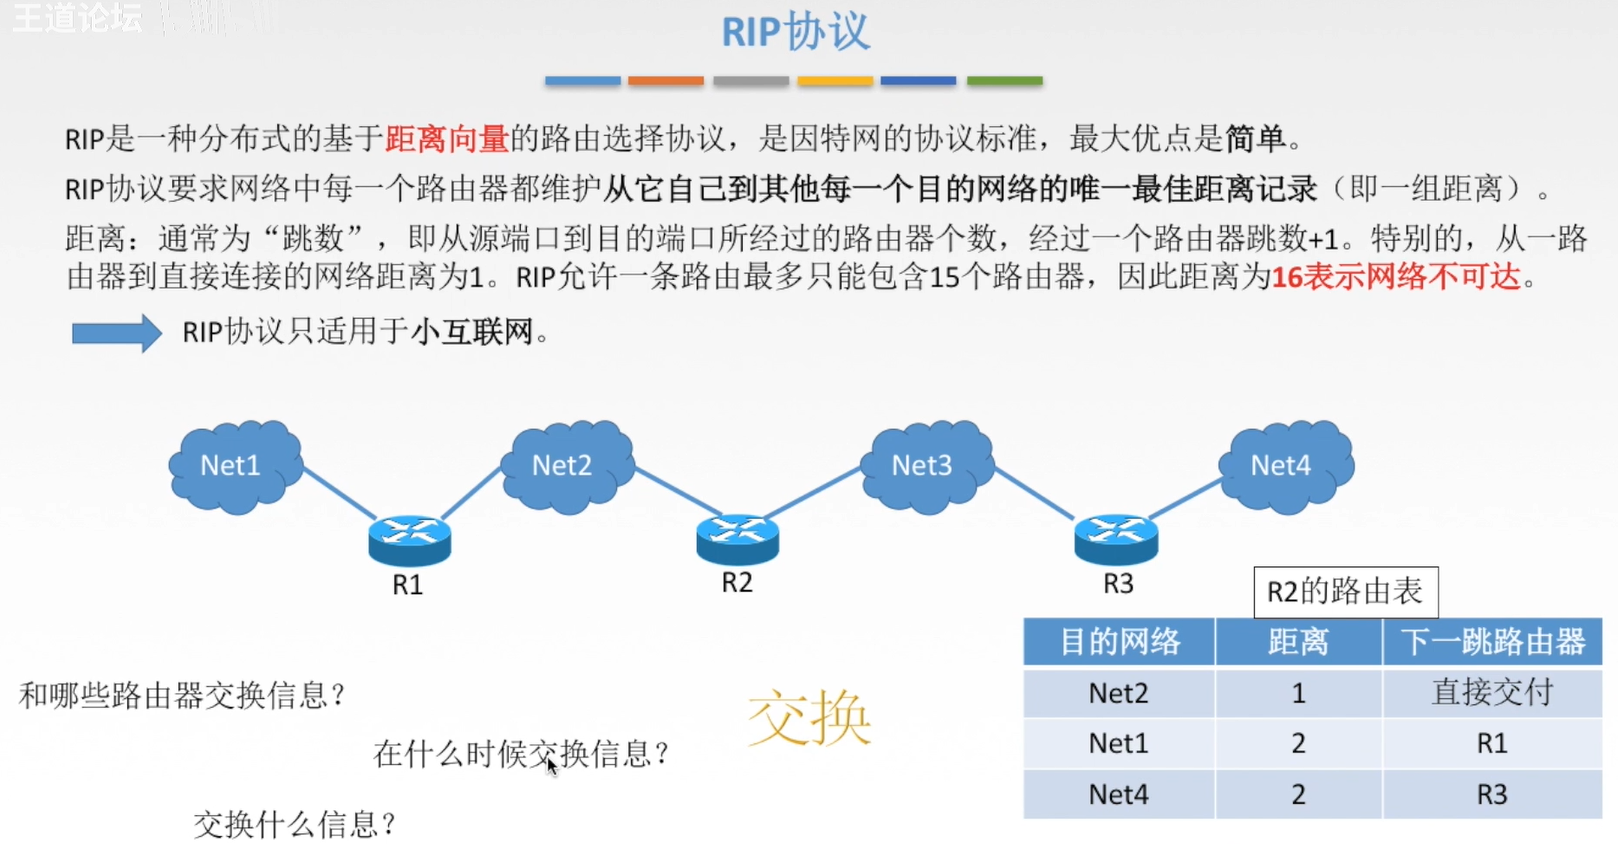 王道论坛
RIP协议
RIP是一种分布式的基于距离向量的路由选择协议，是因特网的协议标准，最大优点是简单。
RIP协议要求网络中每一个路由器都维护从它自己到其他每一个目的网络的唯一最佳距离记录（即一组距离）。
距离：通常为“跳数”，即从源端口到目的端口所经过的路由器个数，经过一个路由器跳数+1。特别的，从一路
由器到直接连接的网络距离为1。RIP允许一条路由最多只能包含15个路由器，因此距离为16表示网络不可达。
RIP协议只适用于小互联网。
Net1 Net2 Net3 Net4
R1 R2 R3
R2的路由表
目的网络 距离 下一跳路由器
Net2 1 直接交付
Net1 2 R1
Net4 2 R3
和哪些路由器交换信息？
在什么时候交换信息？
交换什么信息？
交换